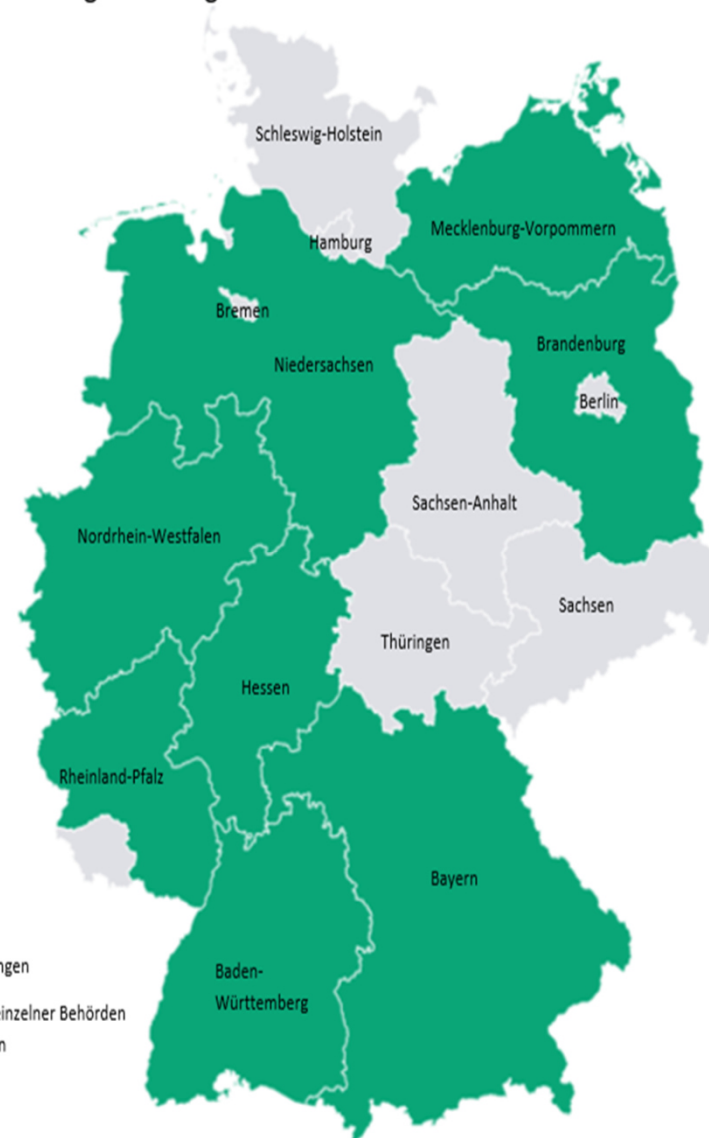 Schleswig-Holstein
Mecklenburg-Vorpommern
Hamburg
Bremen
Brandenburg
Niedersachsen
Berlin
Sachsen-Anhalt
Nordrhein-Westfalen
Sachsen
Thüringen
Hessen
Rheinland-Pfalz
Bayern
Baden-
Württemberg
ngen
einzelner Behörden
n